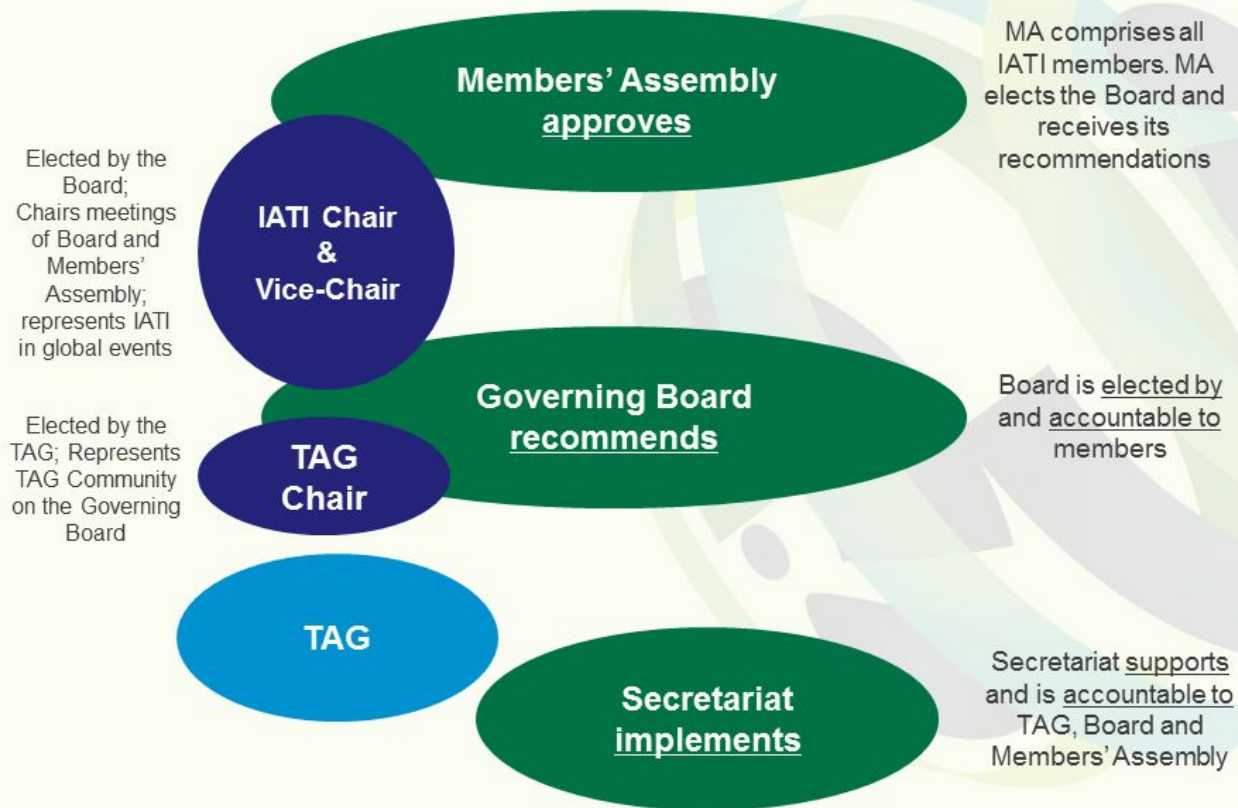 Members’ Assembly
approves
MA comprises all
IATI members. MA
elects the Board and
receives its
recommendations
Elected by the
Board;
Chairs meetings
of Board and
Members’
Assembly;
represents IATI
in global events
IATI Chair
&
Vice-Chair
Governing Board
recommends
Board is elected by
and accountable to
members
Elected by the
TAG; Represents
TAG Community
on the Governing
Board
TAG
Chair
TAG
Secretariat
implements
Secretariat supports
and is accountable to
TAG, Board and
Members’ Assembly